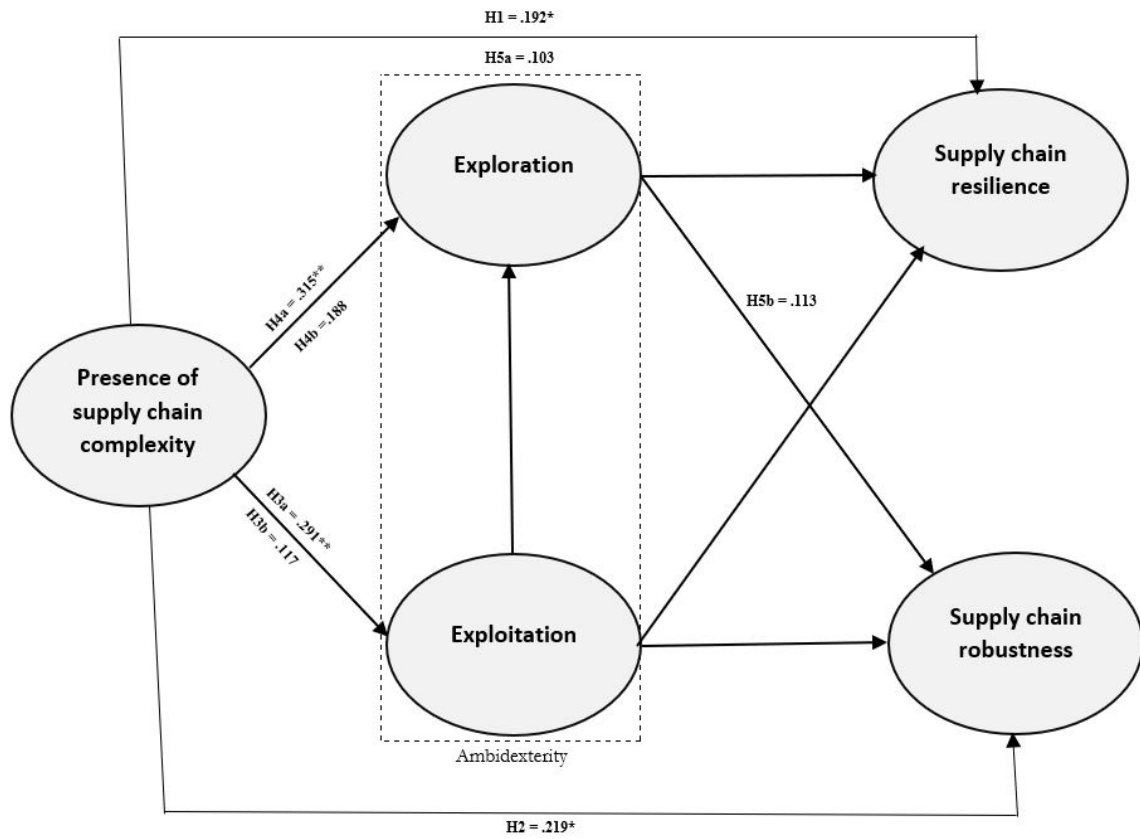 H1 = .192*
H5a = .103
Exploration
Supply chain
resilience
H4a = .315**
H4b = .188
H5b = .113
Presence of
supply chain
complexity
H3a = .291**
H3b = .117
Exploitation
Supply chain
robustness
Ambidexterity
H2 = .219*